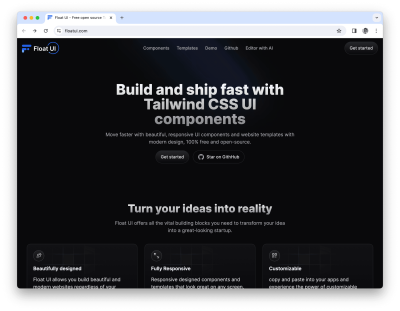 Float UI - Free open source T
floatui.com
Float UI
Components Templates Demo Github Editor with AI
Get started
Build and ship fast with
Tailwind CSS UI
components
Move faster with beautiful, responsive UI components and website templates with
modern design, 100% free and open-source.
Get started Star on GithHub
Turn your ideas into reality
Float UI offers all the vital building blocks you need to transform your idea
into a great-looking startup.
Beautifully designed
Float UI allows you build beautiful and
modern websites regardless of your
Fully Responsive
Responsive designed components and
templates that look great on any screen.
Customizable
copy and paste into your apps and
experience the power of customizable